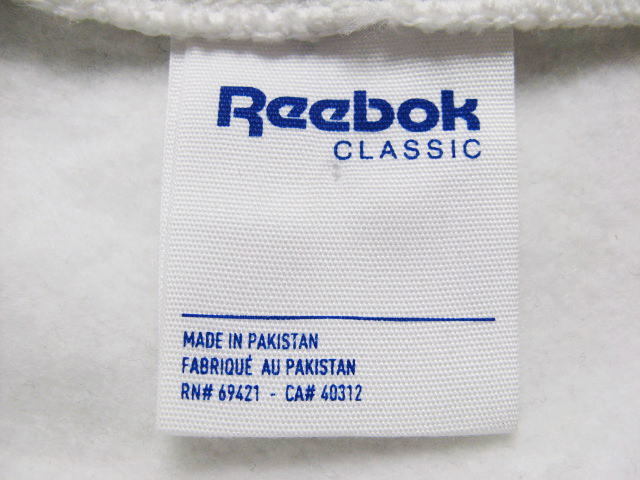 Reebok
CLASSIC
MADE IN PAKISTAN
FABRIQUÉ AU PAKISTAN
RN# 69421 - CA# 40312